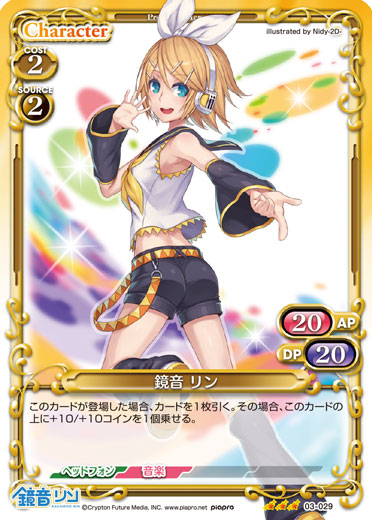 Character
Illustrated by Nidy-2D-
COST
2
SOURCE
2
20 AP
DP 20
鏡音 リン
このカードが登場した場合、カードを1枚引く。その場合、このカードの
上に+10/+10コインを1個乗せる。
ヘッドフォン 音楽
鏡音リン
KAGAMINE RIN
©Crypton Future Media, INC. www.piapro.net piapro
03-029